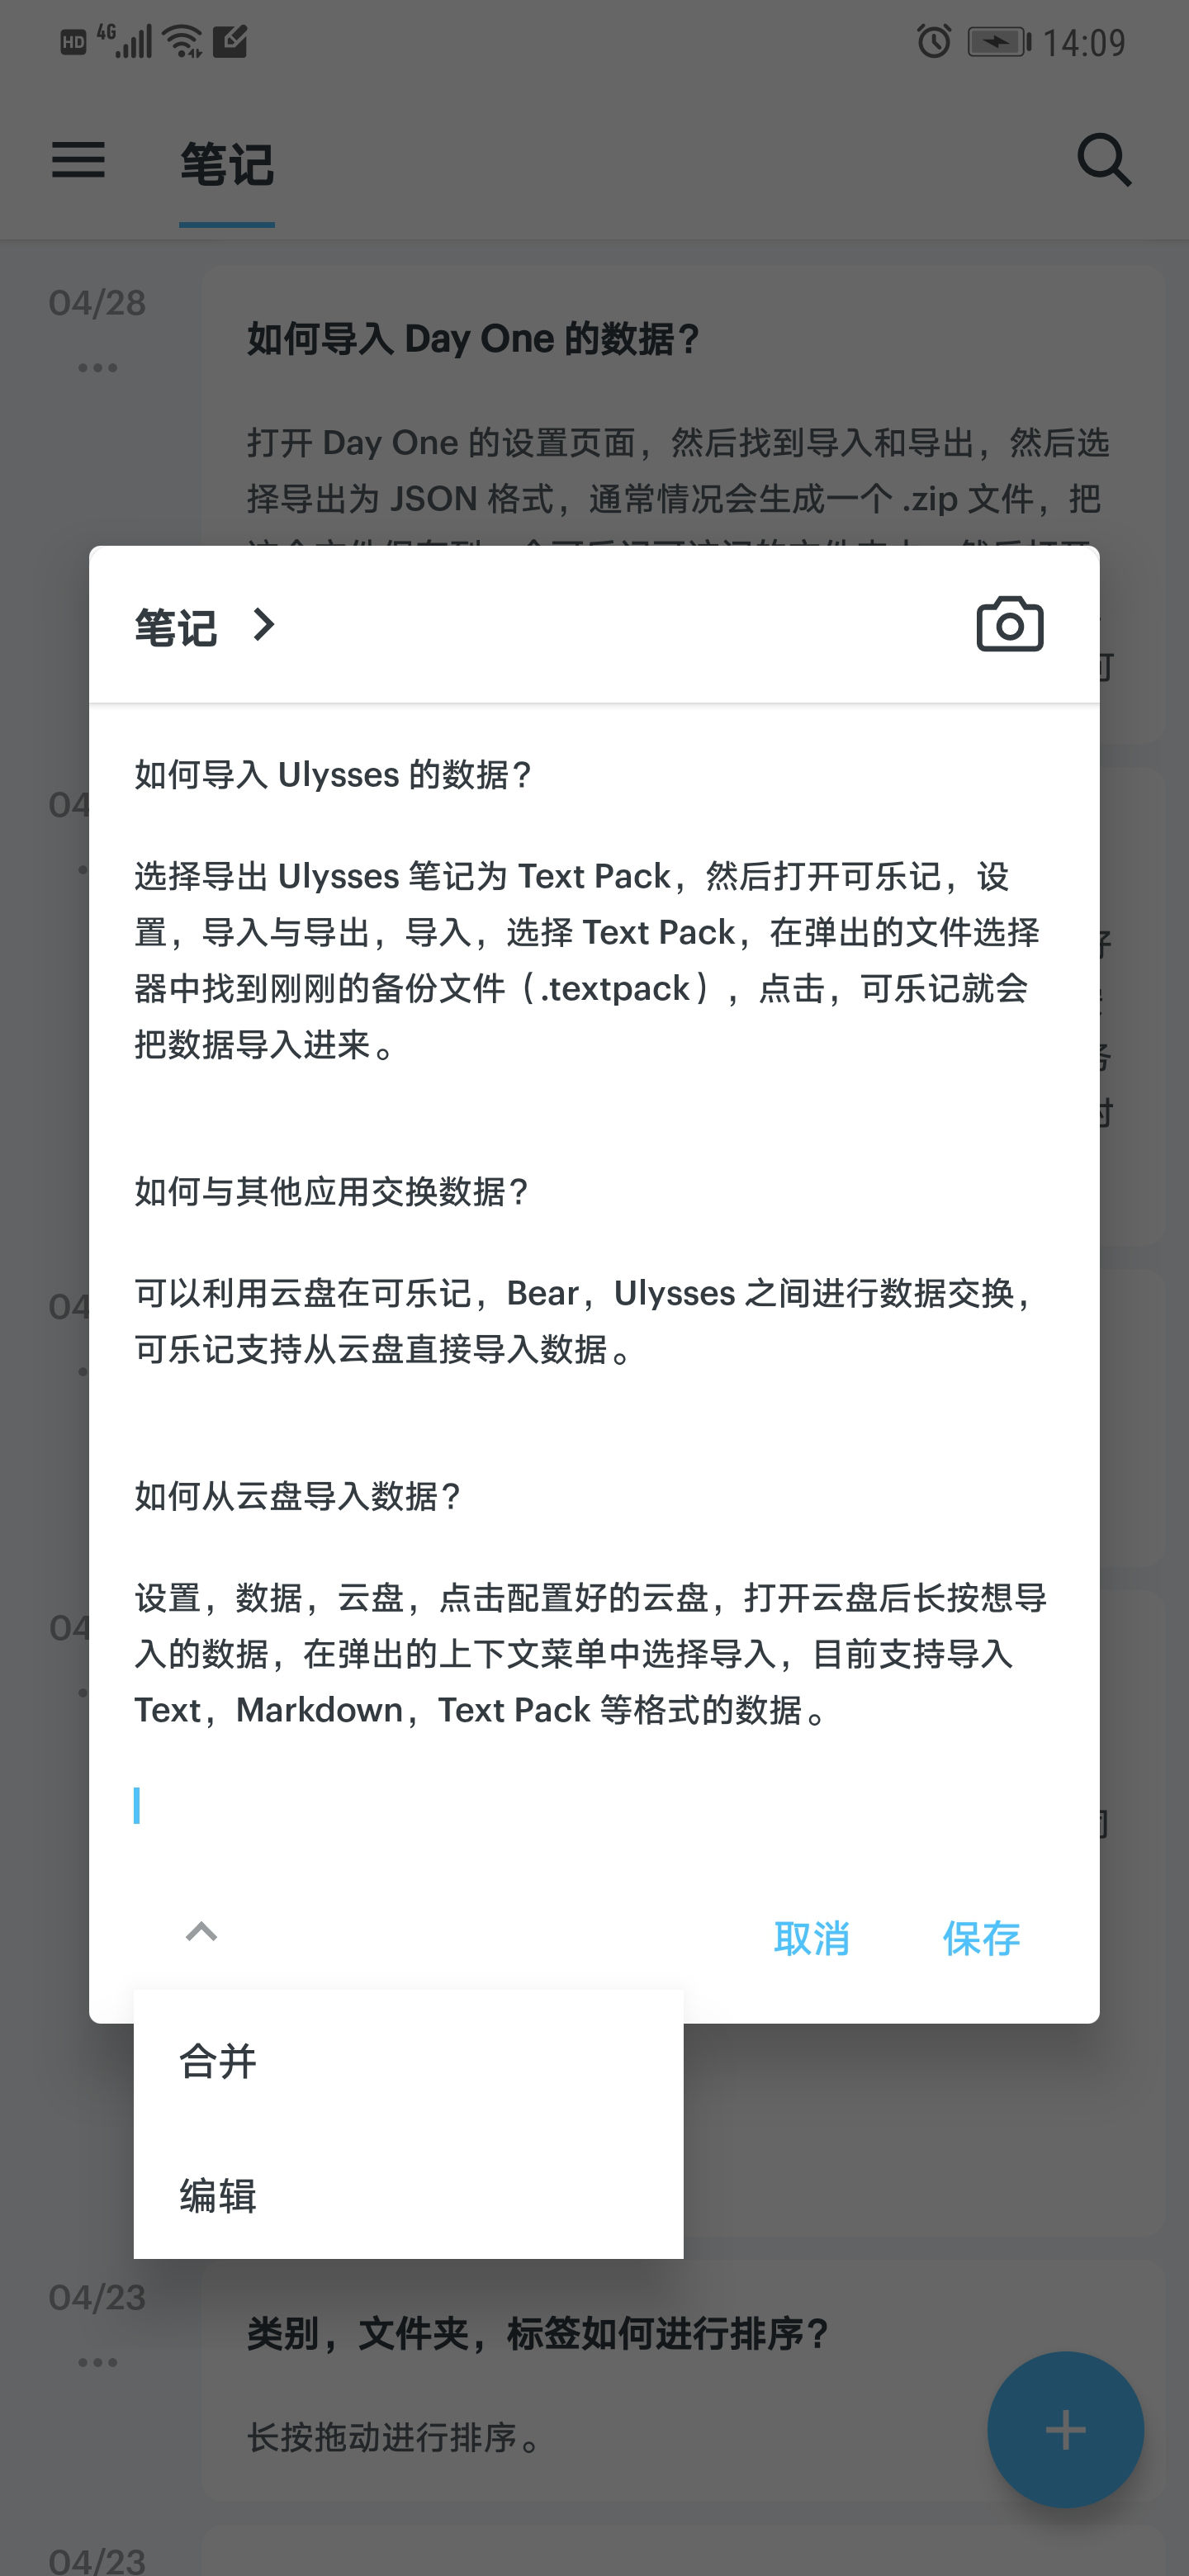 HD 4G 14:09
笔记
04/28
如何导入 Day One 的数据？
打开 Day One 的设置页面，然后找到导入和导出，然后选
择导出为 JSON 格式，通常情况会生成一个 .zip 文件，把
笔记
如何导入 Ulysses 的数据？
选择导出 Ulysses 笔记为 Text Pack，然后打开可乐记，设
置，导入与导出，导入，选择 Text Pack，在弹出的文件选择
器中找到刚刚的备份文件（.textpack），点击，可乐记就会
把数据导入进来。
如何与其他应用交换数据？
可以利用云盘在可乐记，Bear，Ulysses 之间进行数据交换，
可乐记支持从云盘直接导入数据。
如何从云盘导入数据？
设置，数据，云盘，点击配置好的云盘，打开云盘后长按想导
入的数据，在弹出的上下文菜单中选择导入，目前支持导入
Text，Markdown，Text Pack 等格式的数据。
取消 保存
合并
编辑
04/23
类别，文件夹，标签如何进行排序？
长按拖动进行排序。
04/23